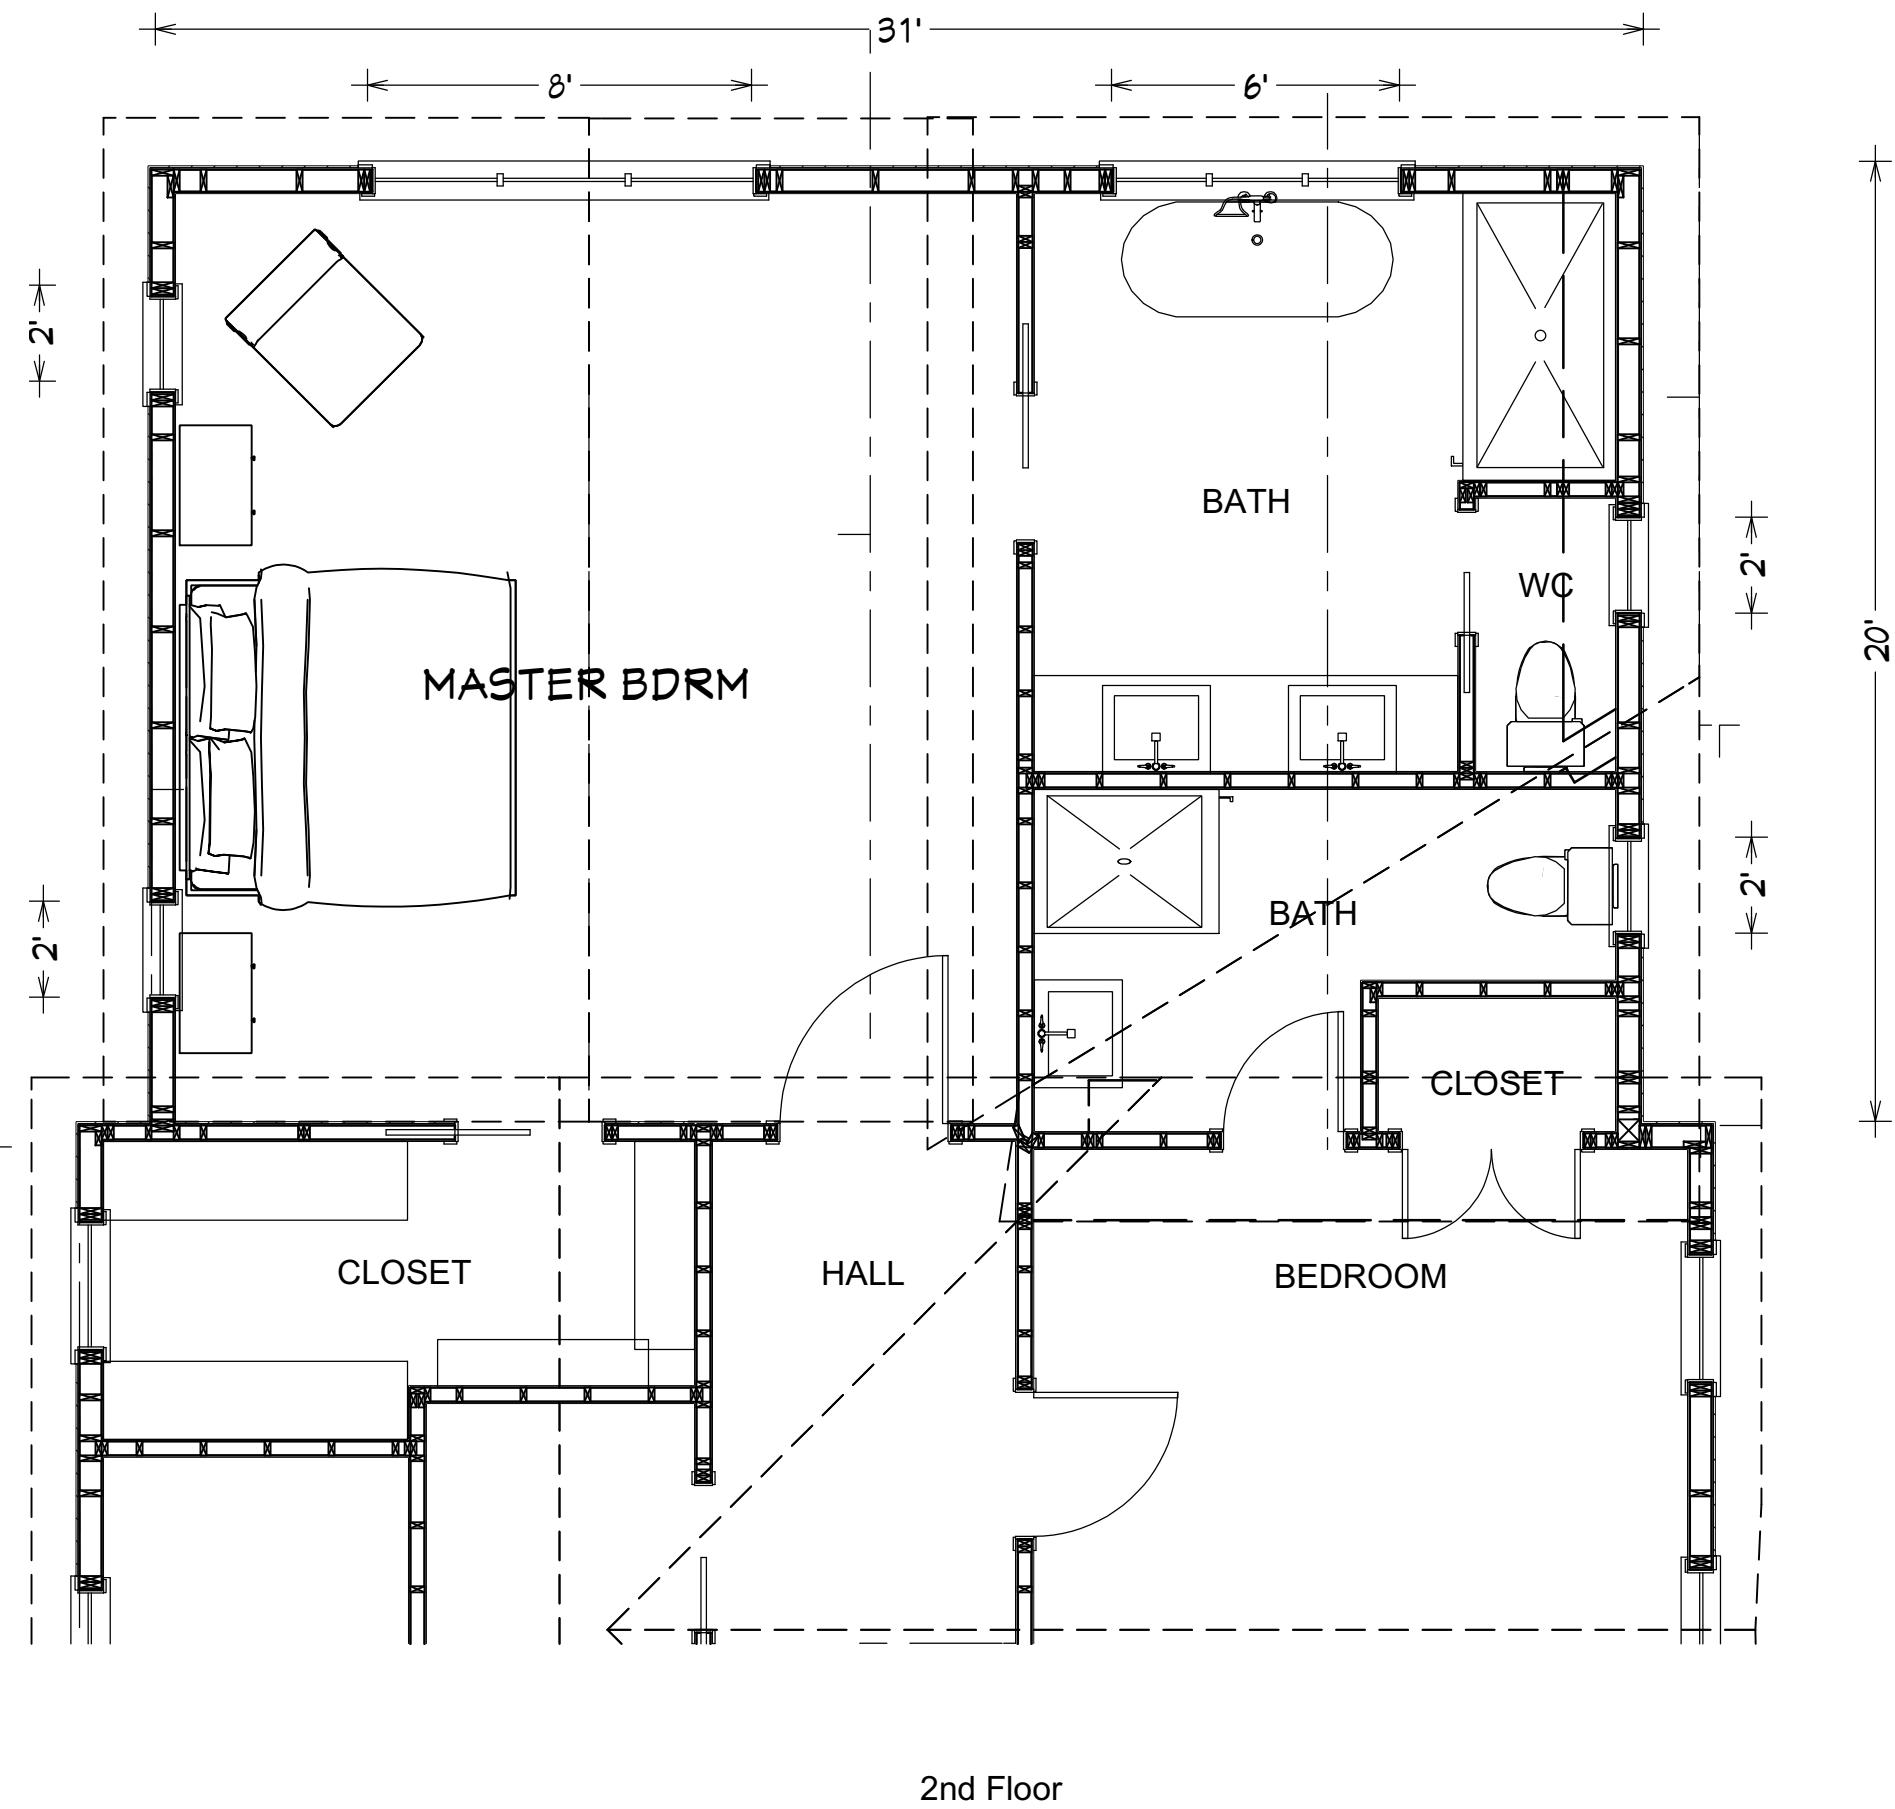 31'
8'
6'
2'
BATH
2'
WC
20'
MASTER BDRM
2'
BATH
2'
CLOSET
CLOSET
HALL
BEDROOM
2nd Floor